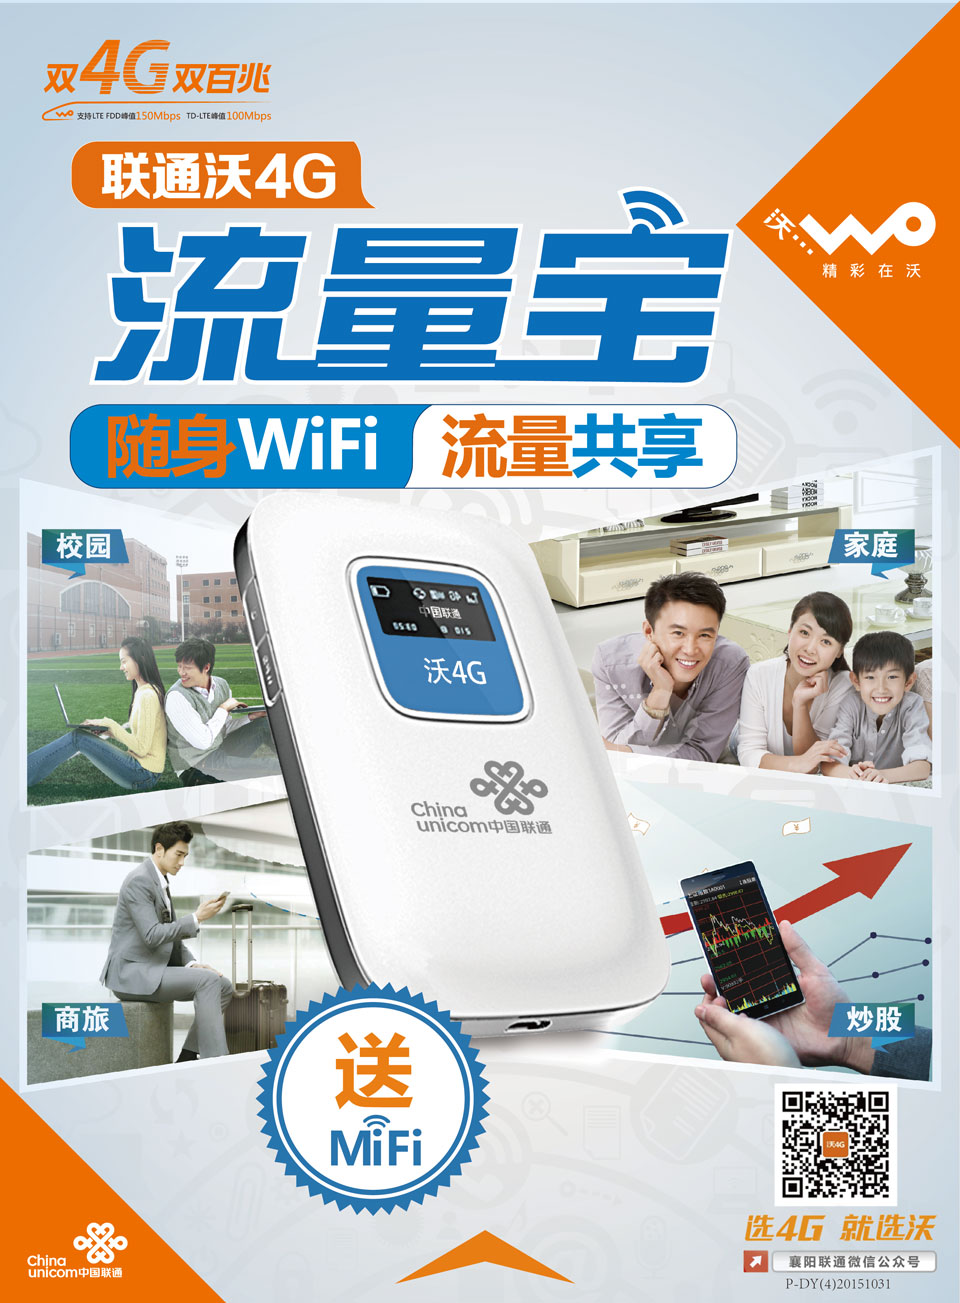 双4G双百兆
支持LTE FDD峰值150Mbps TD-LTE峰值100Mbps
联通沃4G
流量宝
沃...
精彩在沃
随身WiFi 流量共享
校园
家庭
中国联通
沃4G
China
unicom中国联通
商旅
炒股
送
MiFi
沃4G
选4G 就选沃
襄阳联通微信公众号
P-DY(4)20151031
China
unicom中国联通